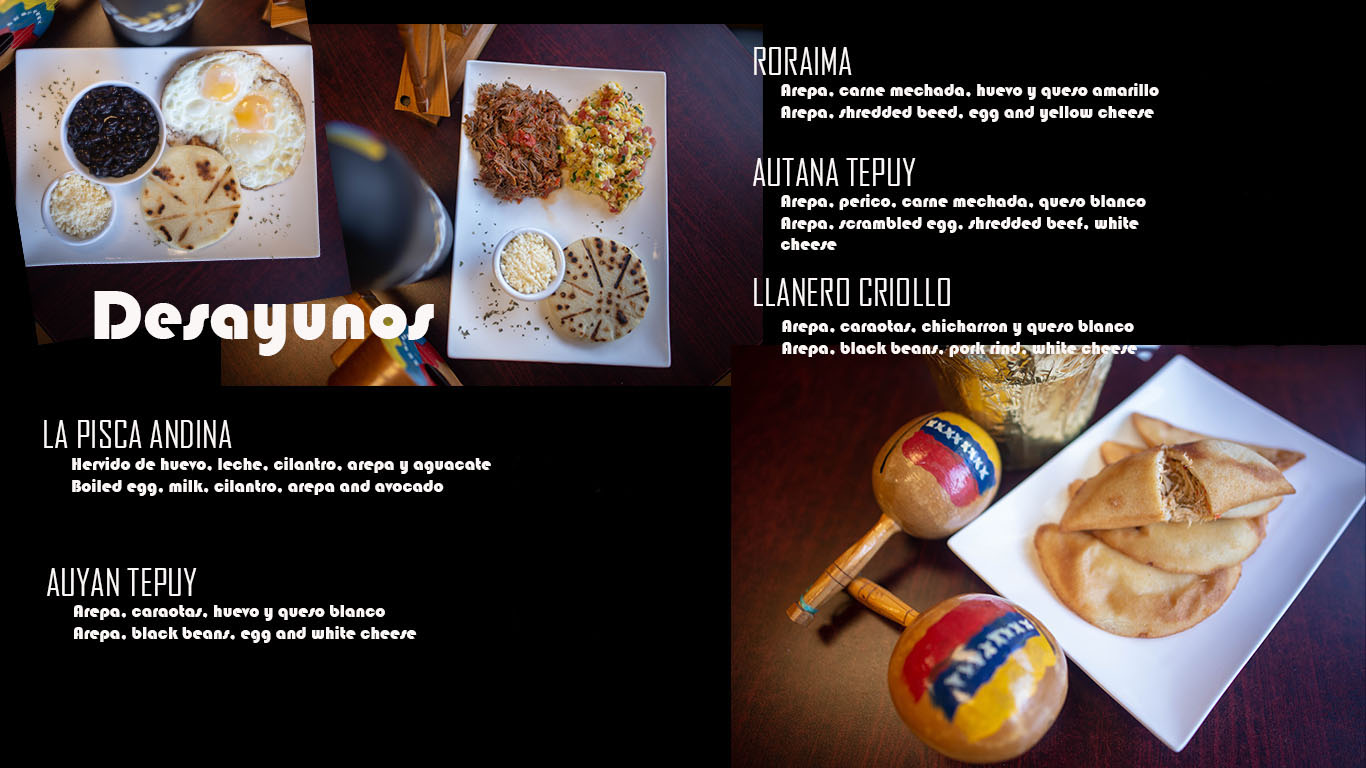 Desayunos
LA PISCA ANDINA
Hervido de huevo, leche, cilantro, arepa y aguacate
Boiled egg, milk, cilantro, arepa and avocado
AUYAN TEPUY
Arepa, caraotas, huevo y queso blanco
Arepa, black beans, egg and white cheese
RORAIMA
Arepa, carne mechada, huevo y queso amarillo
Arepa, shredded beed, egg and yellow cheese
AUTANA TEPUY
Arepa, perico, carne mechada, queso blanco
Arepa, scrambled egg, shredded beef, white
cheese
LLANERO CRIOLLO
Arepa, caraotas, chicharron y queso blanco
Arepa, black beans, pork rind, white cheese